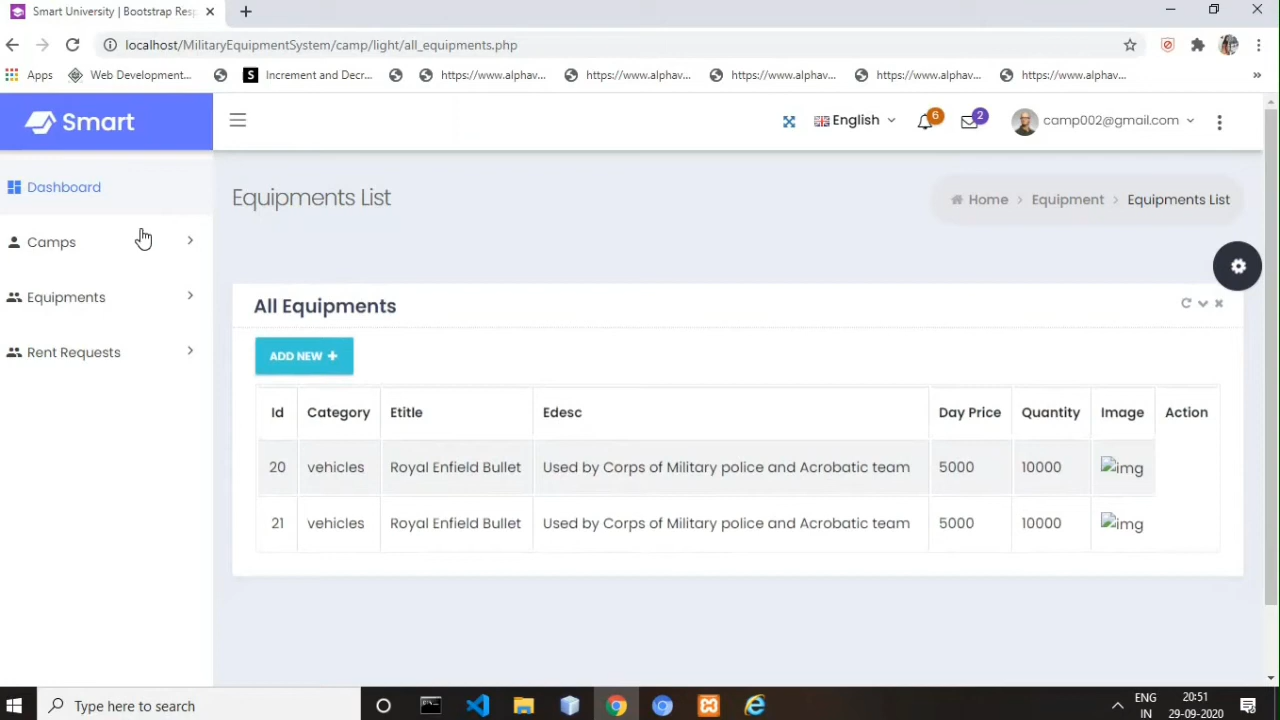 Smart University | Bootstrap Resp
localhost/MilitaryEquipmentSystem/camp/light/all_equipments.php
Apps Web Development... S Increment and Decr... https://www.alphav... https://www.alphav... https://www.alphav... https://www.alphav... https://www.alphav... »
Smart
English 6 2 camp002@gmail.com
Dashboard
Camps
Equipments
Rent Requests
Equipments List
Home > Equipment > Equipments List
All Equipments
ADD NEW +
Id Category Etitle Edesc Day Price Quantity Image Action
20 vehicles Royal Enfield Bullet Used by Corps of Military police and Acrobatic team 5000 10000 img
21 vehicles Royal Enfield Bullet Used by Corps of Military police and Acrobatic team 5000 10000 img
Type here to search
ENG
IN
20:51
29-09-2020